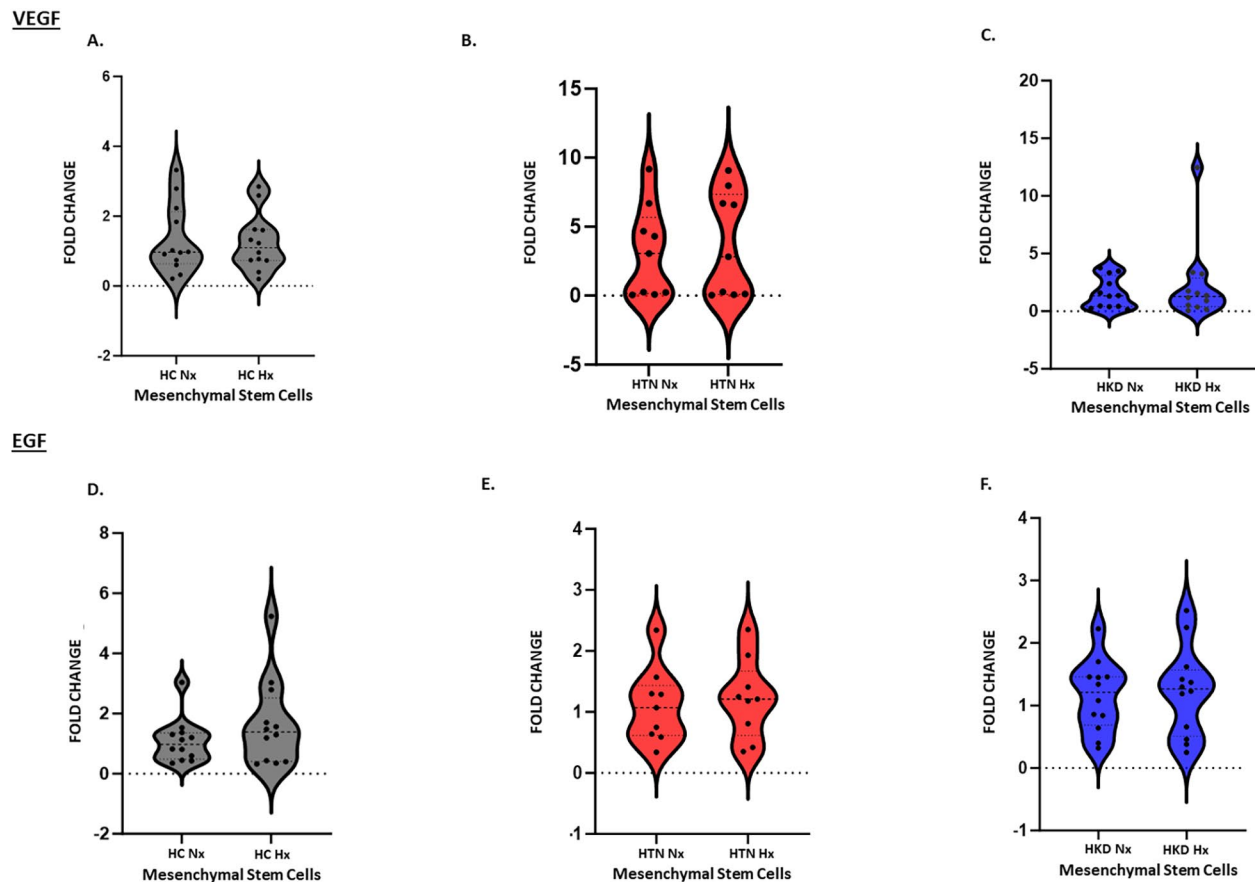 VEGF
A.
B.
C.
FOLD CHANGE
6
4
2
0
-2
HC Nx
HC Hx
Mesenchymal Stem Cells
FOLD CHANGE
15
10
5
0
-5
HTN Nx
HTN Hx
Mesenchymal Stem Cells
FOLD CHANGE
20
15
10
5
0
-5
HKD Nx
HKD Hx
Mesenchymal Stem Cells
EGF
D.
E.
F.
FOLD CHANGE
8
6
4
2
0
-2
HC Nx
HC Hx
Mesenchymal Stem Cells
FOLD CHANGE
4
3
2
1
0
-1
HTN Nx
HTN Hx
Mesenchymal Stem Cells
FOLD CHANGE
4
3
2
1
0
-1
HKD Nx
HKD Hx
Mesenchymal Stem Cells